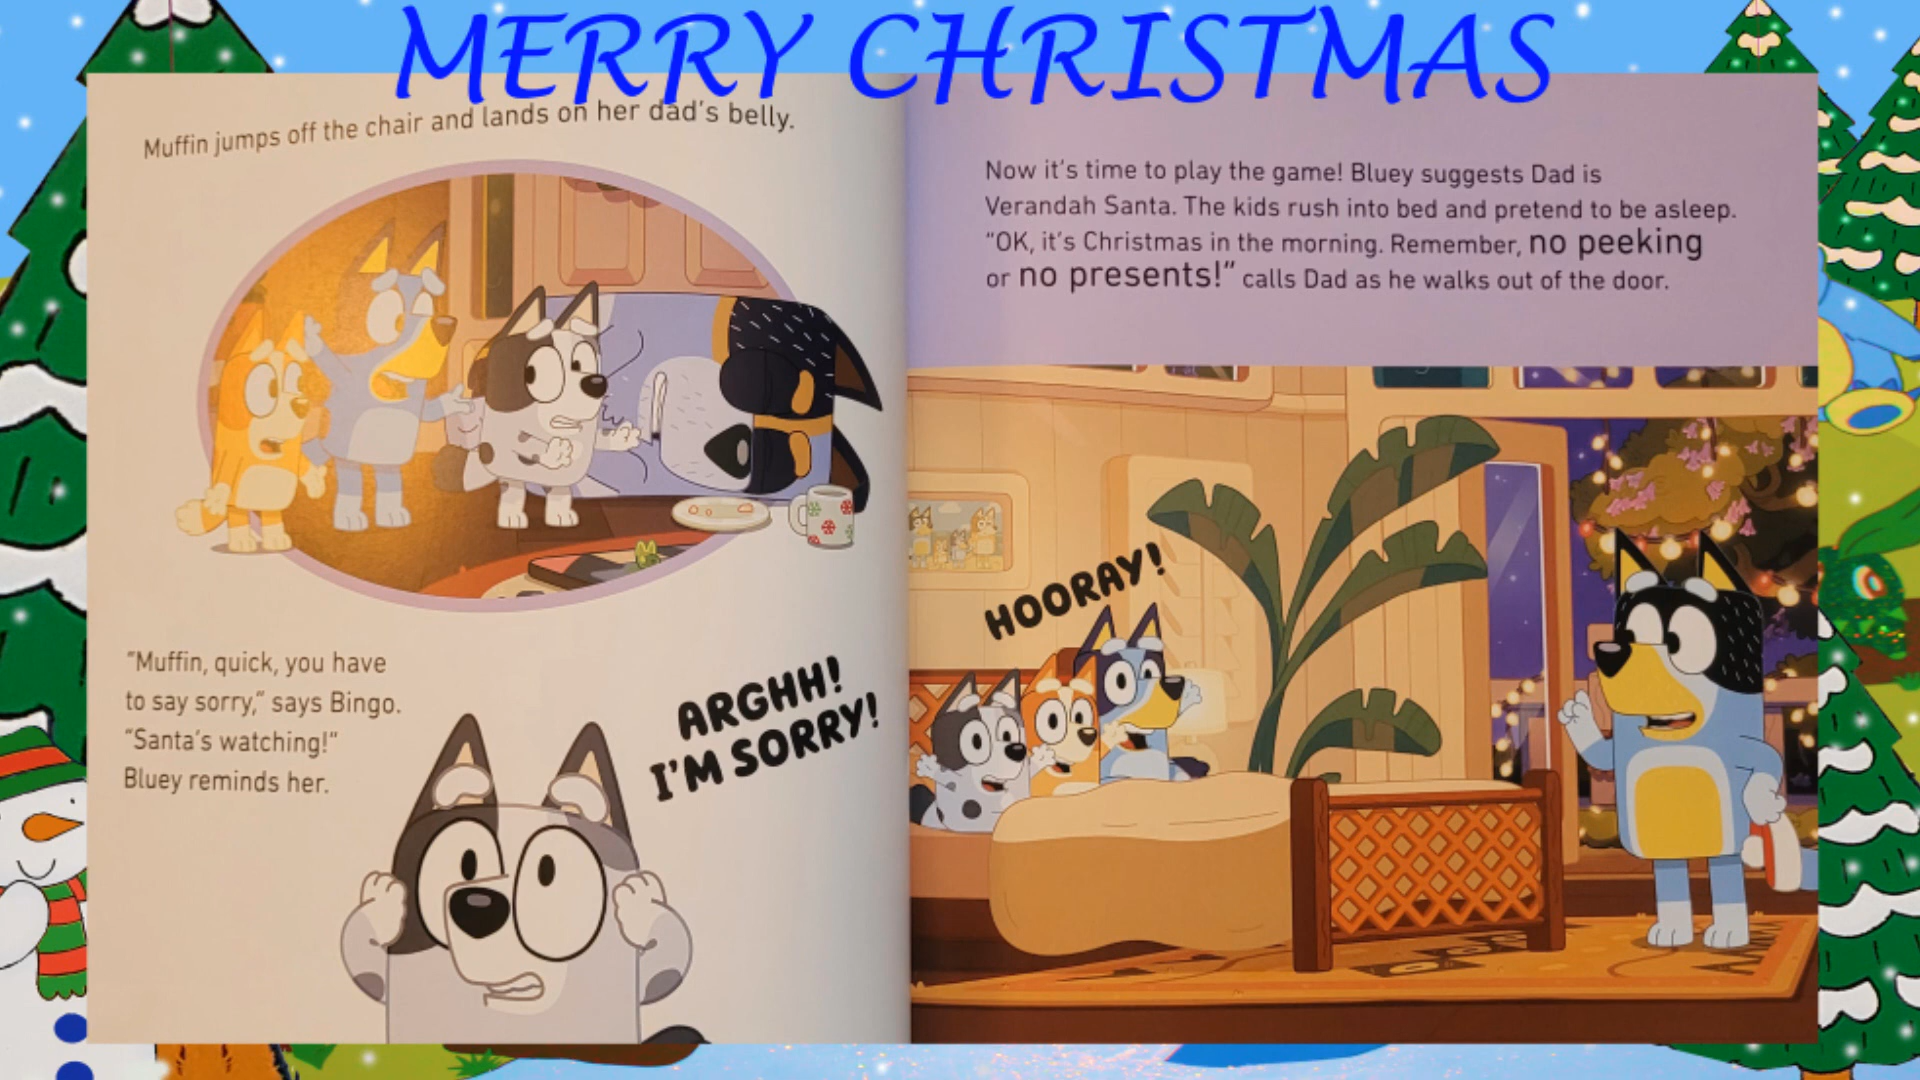 MERRY CHRISTMAS
Muffin jumps off the chair and lands on her dad's belly.
"Muffin, quick, you have
to say sorry," says Bingo.
"Santa's watching!"
Bluey reminds her.
ARGHH!
I'M SORRY!
Now it's time to play the game! Bluey suggests Dad is
Verandah Santa. The kids rush into bed and pretend to be asleep.
"OK, it's Christmas in the morning. Remember, no peeking
or no presents!" calls Dad as he walks out of the door.
HOORAY!